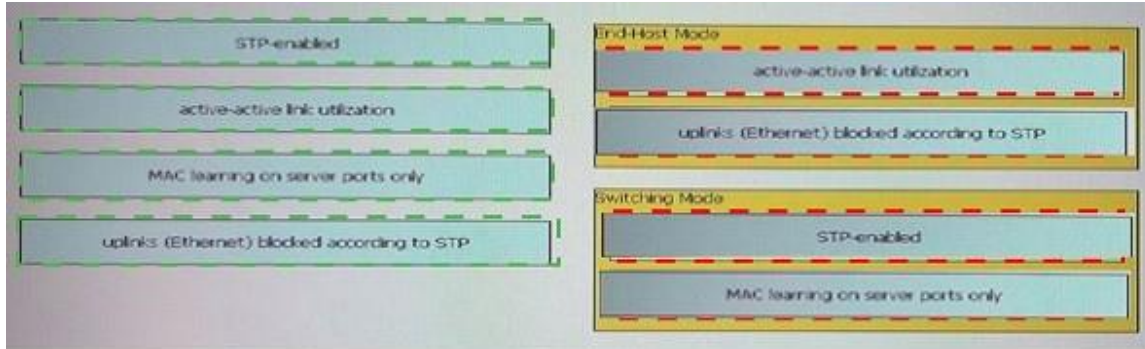 STP-enabled
active-active link utilization
MAC learning on server ports only
uplinks (Ethernet) blocked according to STP
End-Host Mode
active-active link utilization
uplinks (Ethernet) blocked according to STP
Switching Mode
STP-enabled
MAC learning on server ports only